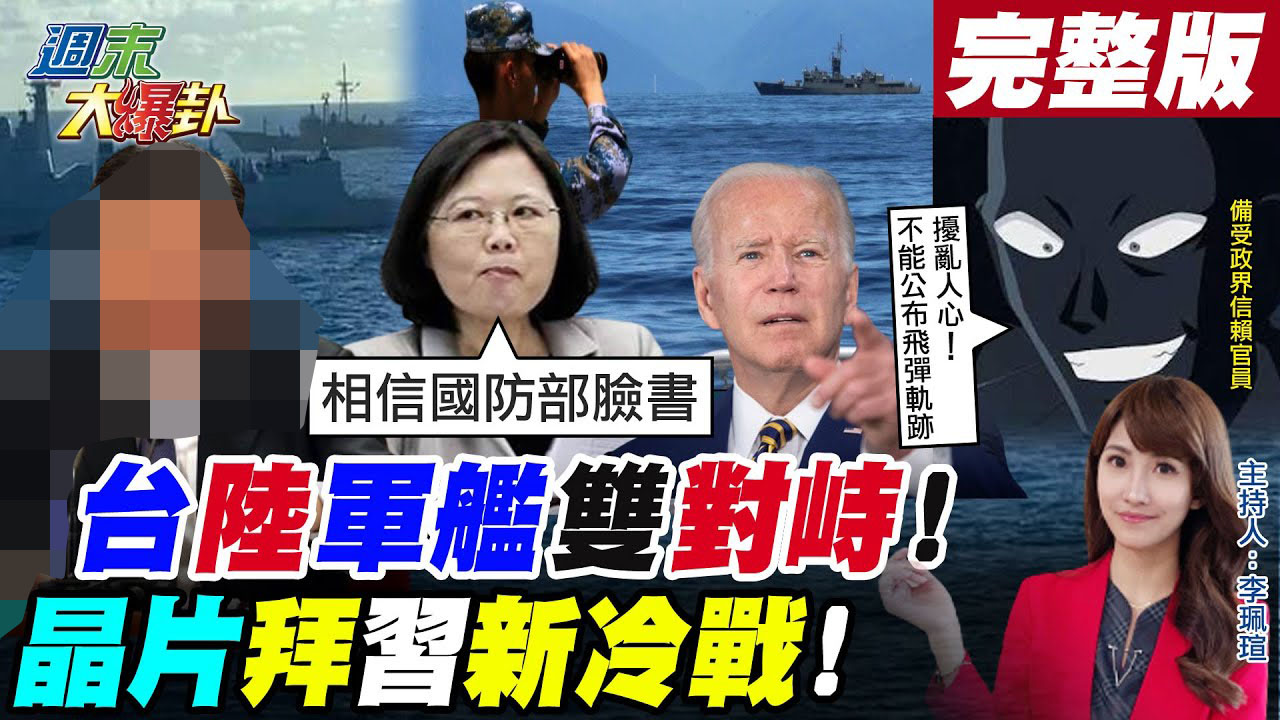 週末
大爆卦
完整版
備受政界信賴官員
擾亂人心！
不能公布飛彈軌跡
相信國防部臉書
主持人：李珮瑄
台陸軍艦雙對峙！
晶片拜習新冷戰！